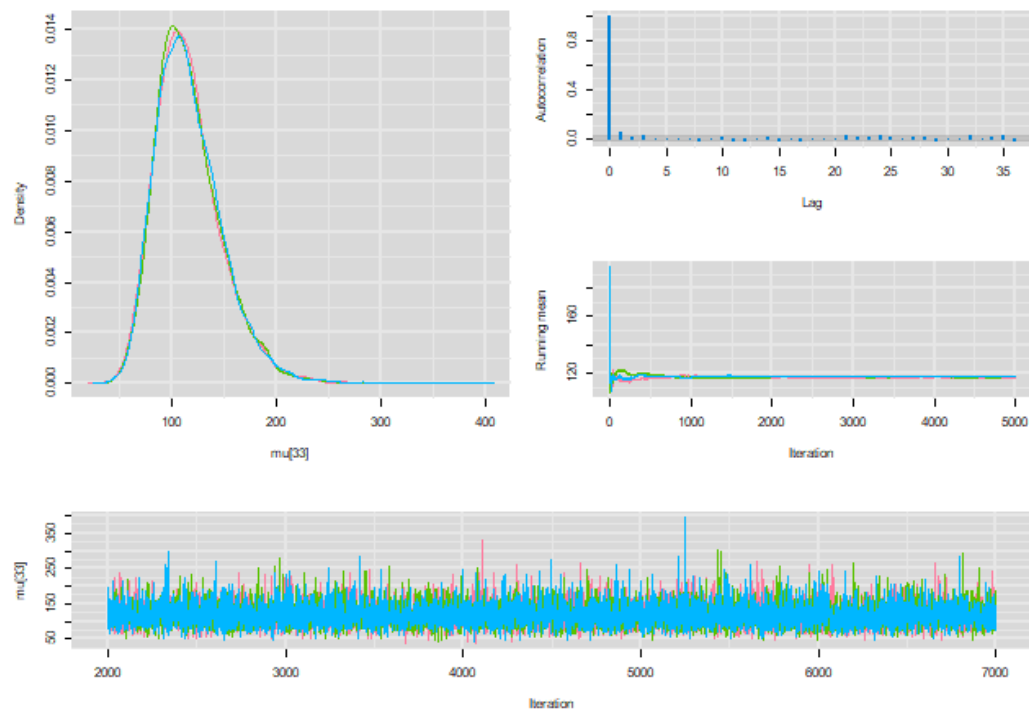 0.014
0.012
0.010
0.008
0.006
0.004
0.002
0.000
Density
100 200 300 400
mu[33]
0.8
0.4
0.0
Autocorrelation
0 5 10 15 20 25 30 35
Lag
160
120
Running mean
0 1000 2000 3000 4000 5000
Iteration
350
250
150
50
mu[33]
2000 3000 4000 5000 6000 7000
Iteration